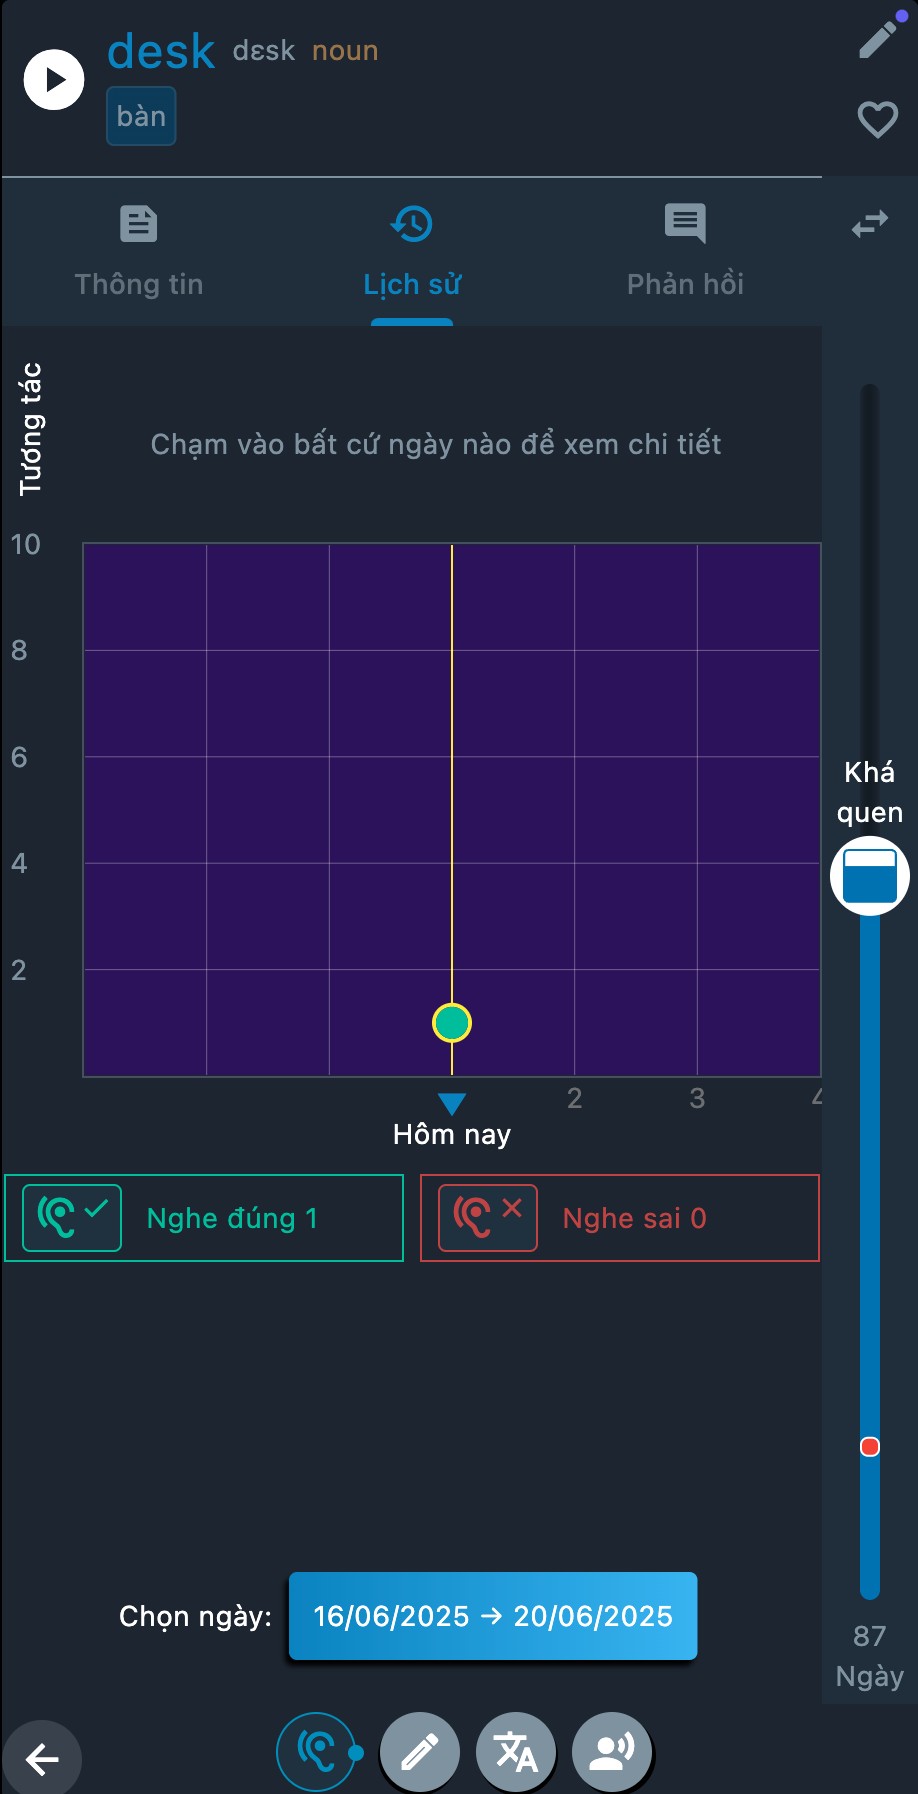 desk dɛsk noun
bàn
Thông tin
Lịch sử
Phản hồi
Tương tác
Chạm vào bất cứ ngày nào để xem chi tiết
10
8
6
4
2
2 3 4
Hôm nay
Khá
quen
Nghe đúng 1
Nghe sai 0
Chọn ngày: 16/06/2025 → 20/06/2025
87
Ngày